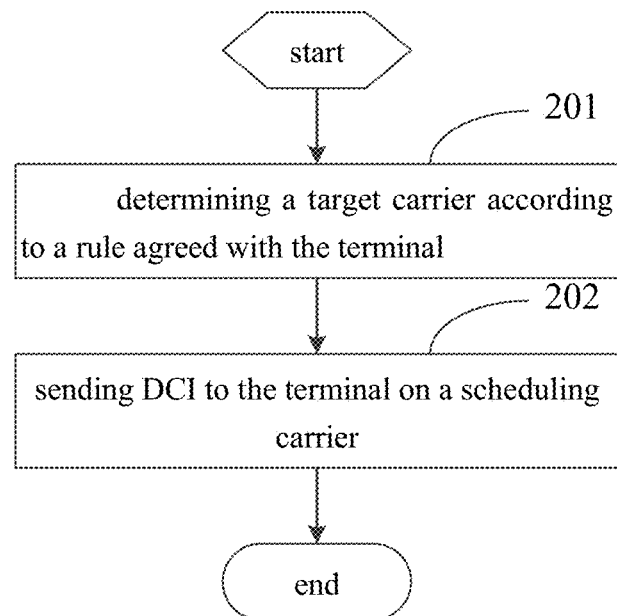 start
201
determining a target carrier according
to a rule agreed with the terminal
202
sending DCI to the terminal on a scheduling
carrier
end